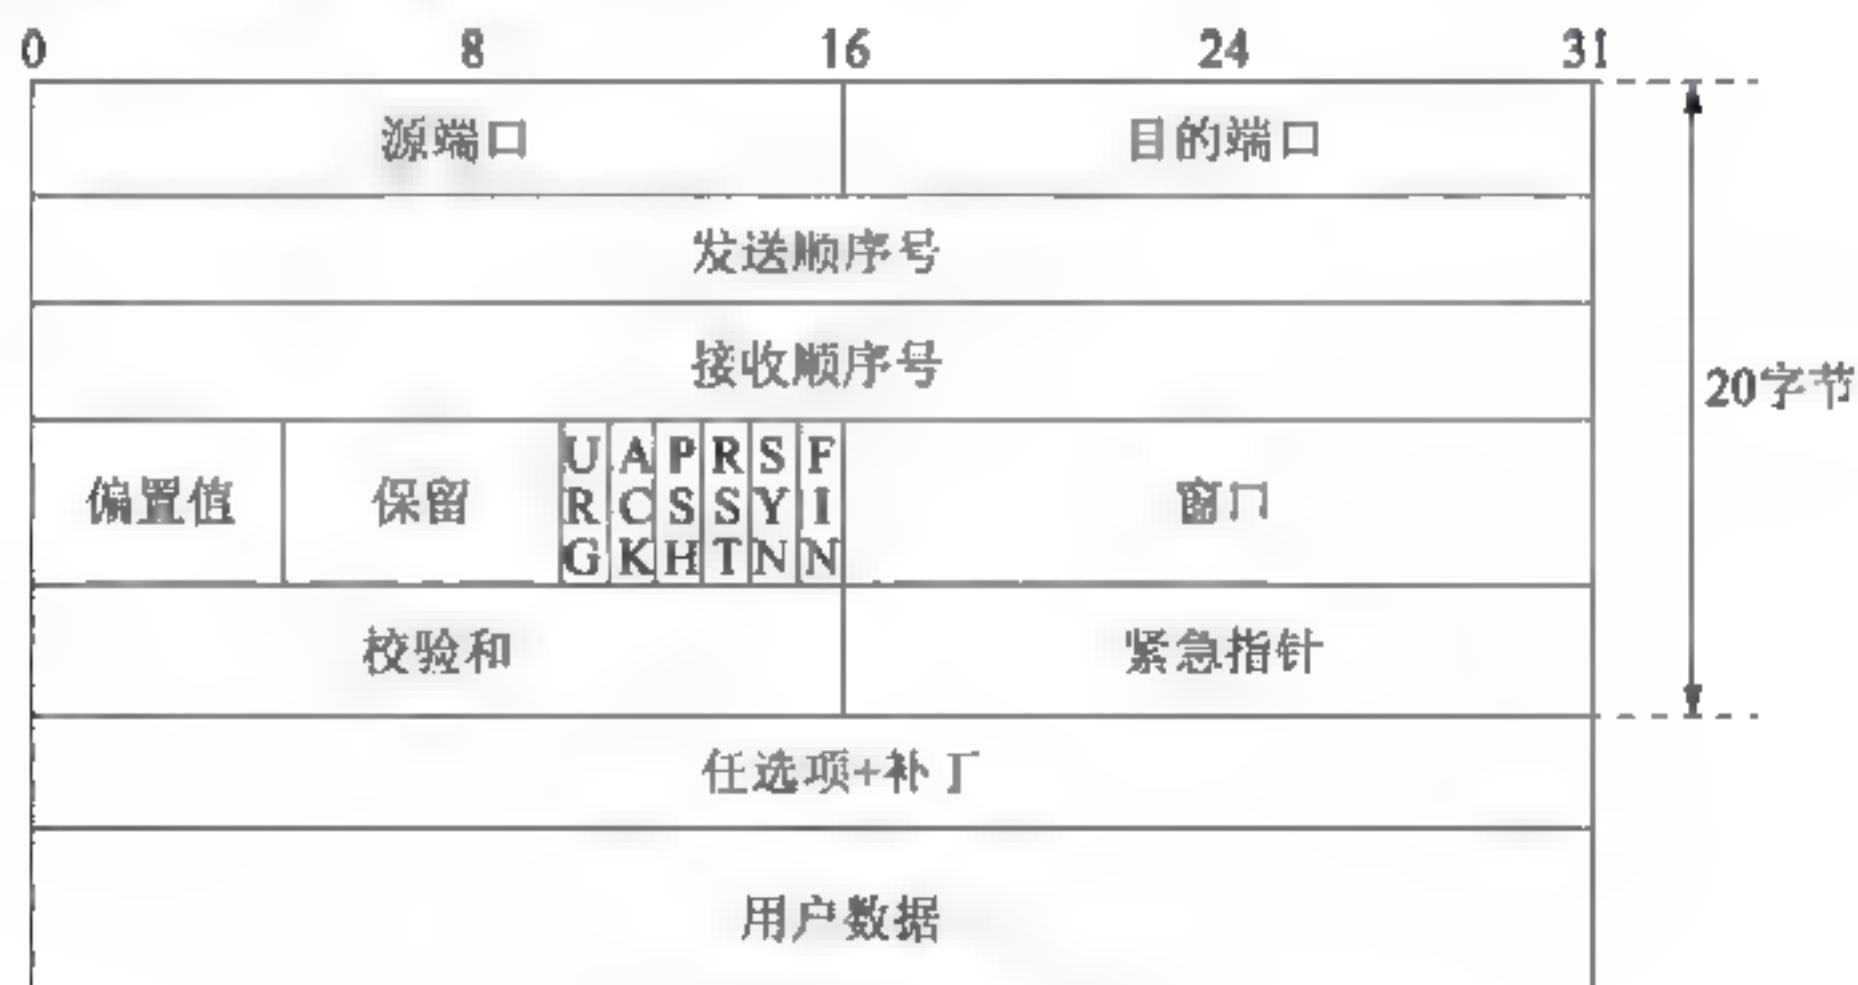 0 8 16 24 31
源端口 目的端口
发送顺序号
接收顺序号
20字节
偏置值 保留 URG ACK PSH RST SYN FIN 窗口
校验和 紧急指针
任选项+补丁
用户数据